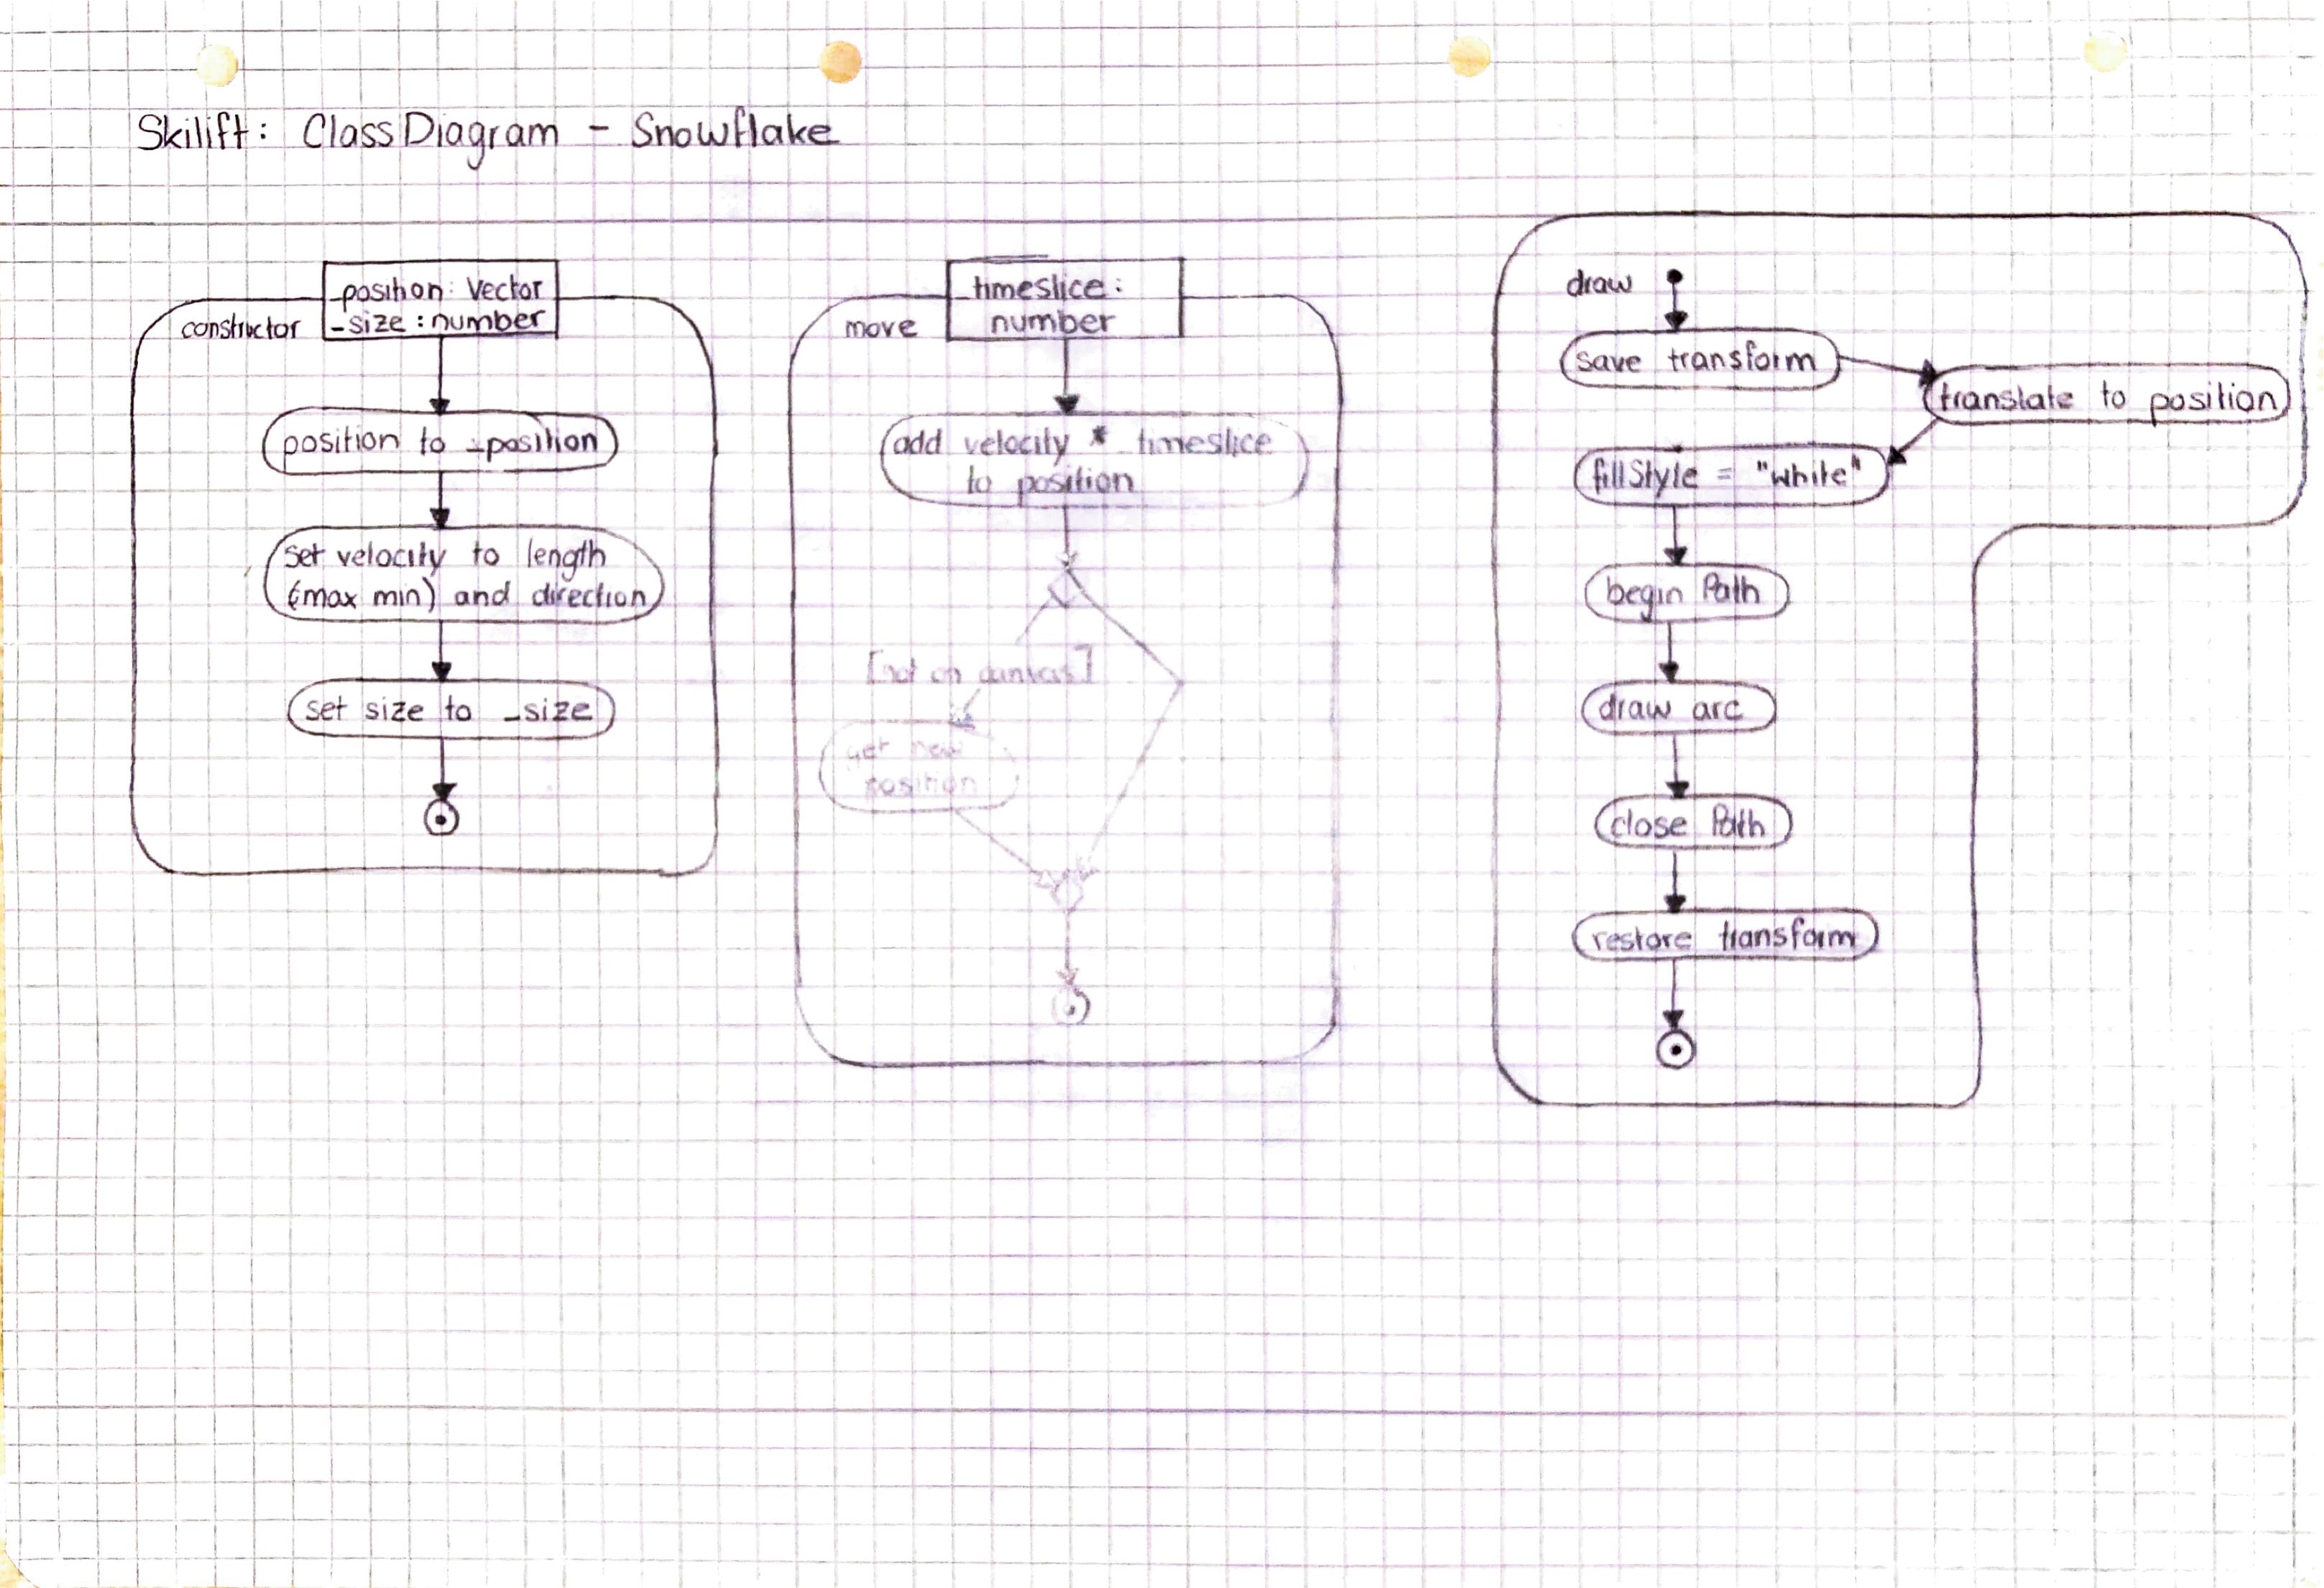 Skilift: Class Diagram - Snowflake
_position: Vector
_size: number
constructor
position to _position
set velocity to length
(max min) and direction
set size to _size
_timeslice:
number
move
add velocity * _timeslice
to position
[not on canvas]
get new
position
draw
save transform
translate to position
fillStyle = "white"
begin Path
draw arc
close Path
restore transform